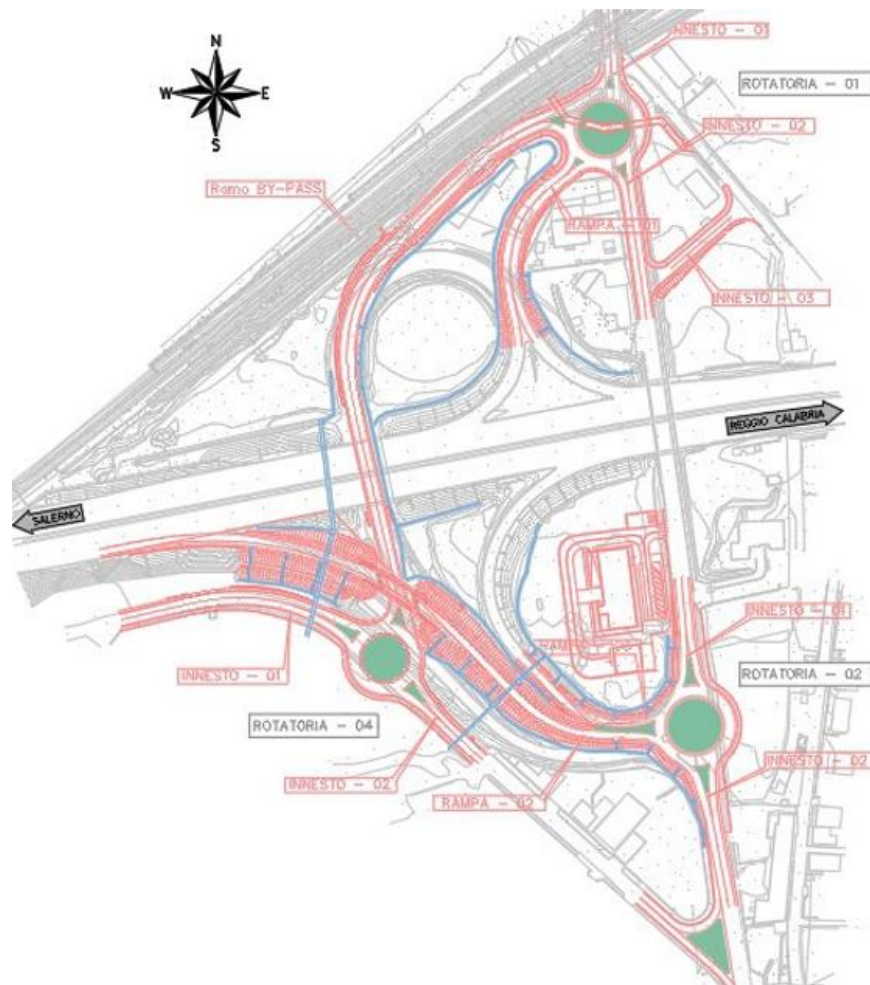 INNESTO - 01
N
W
E
S
ROTATORIA - 01
INNESTO - 02
Ramo BY-PASS
RAMPA - 01
INNESTO - 03
REGGIO CALABRIA
SALERNO
INNESTO - 01
INNESTO - 01
ROTATORIA - 02
ROTATORIA - 04
INNESTO - 02
INNESTO - 02
RAMPA - 02